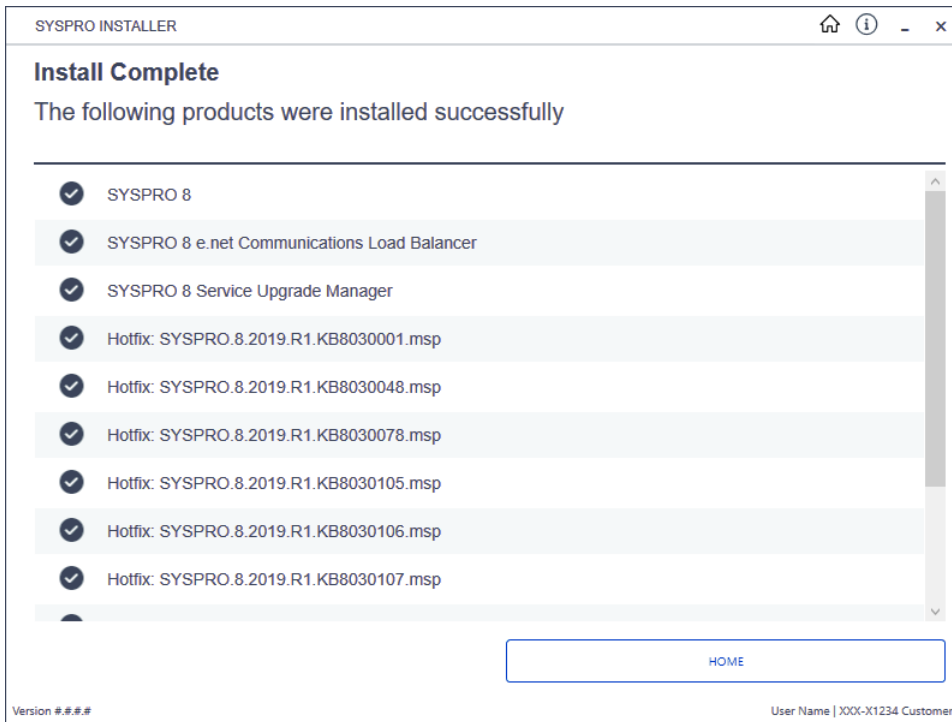 SYSPRO INSTALLER
Install Complete
The following products were installed successfully
SYSPRO 8
SYSPRO 8 e.net Communications Load Balancer
SYSPRO 8 Service Upgrade Manager
Hotfix: SYSPRO.8.2019.R1.KB8030001.msp
Hotfix: SYSPRO.8.2019.R1.KB8030048.msp
Hotfix: SYSPRO.8.2019.R1.KB8030078.msp
Hotfix: SYSPRO.8.2019.R1.KB8030105.msp
Hotfix: SYSPRO.8.2019.R1.KB8030106.msp
Hotfix: SYSPRO.8.2019.R1.KB8030107.msp
HOME
Version #.#.#.# User Name | XXX-X1234 Customer